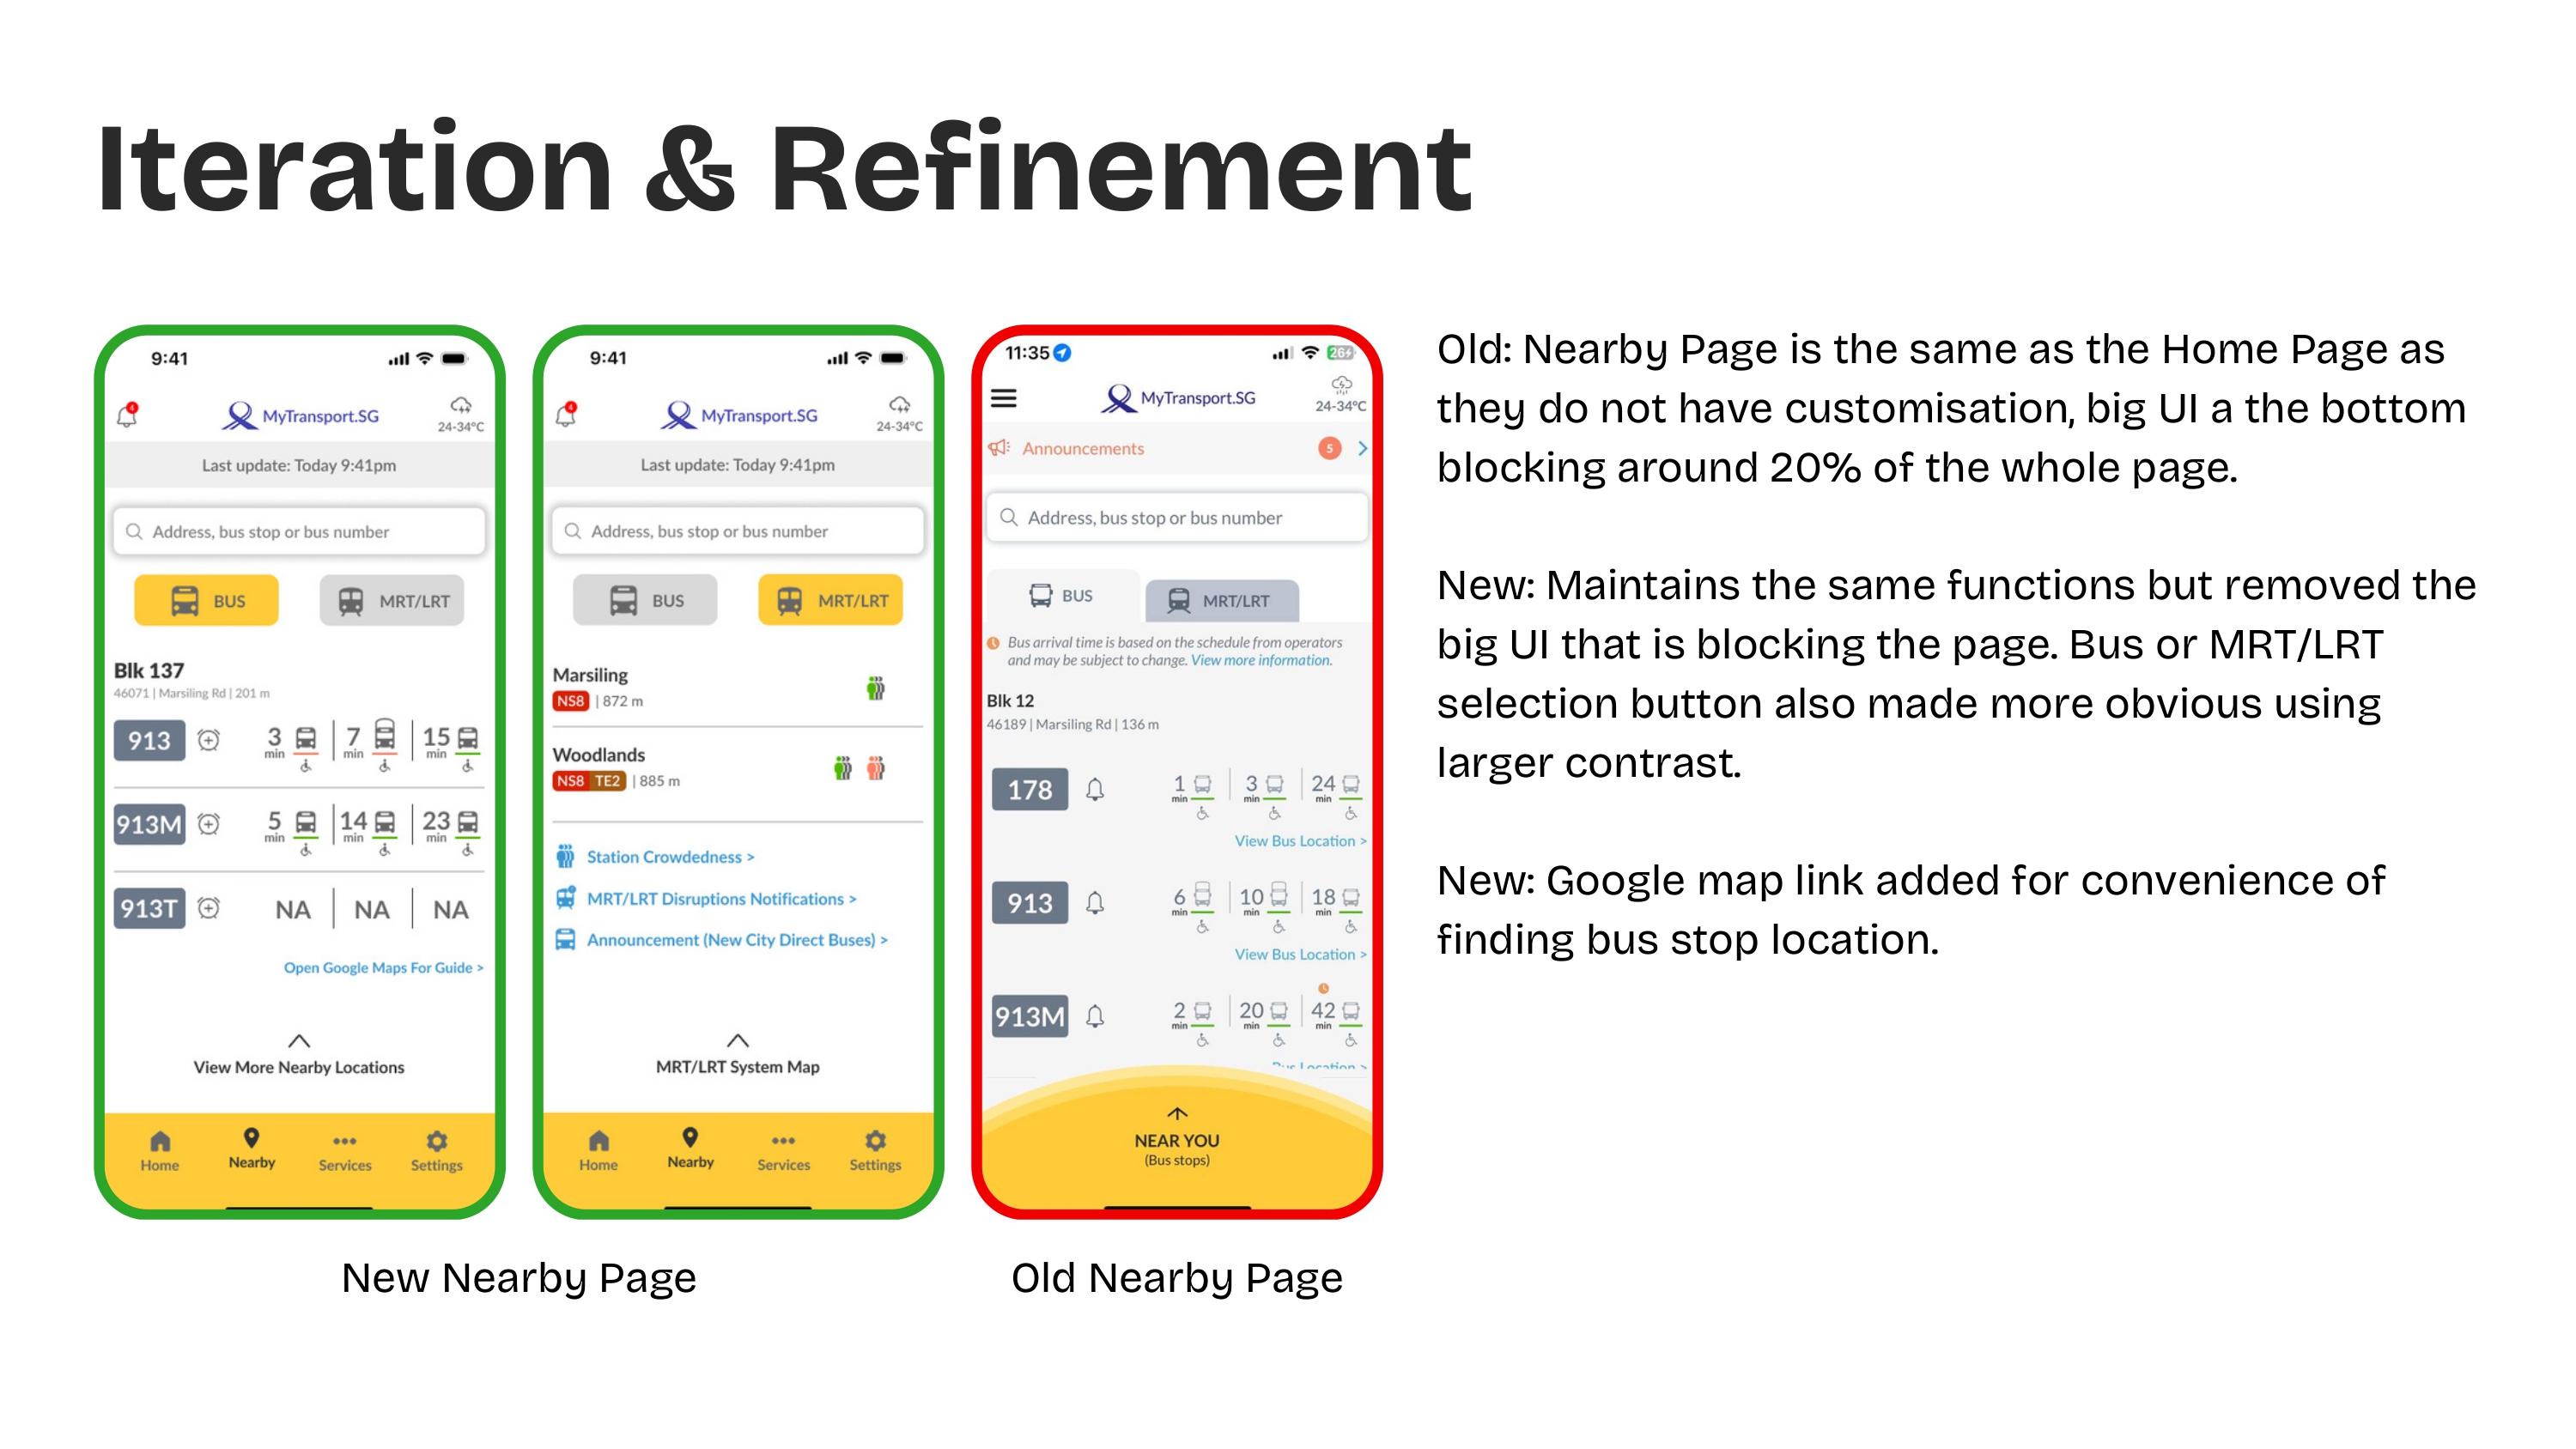 Iteration & Refinement
9:41
4
MyTransport.SG
24-34°C
Last update: Today 9:41pm
Address, bus stop or bus number
BUS
MRT/LRT
Blk 137
46071 | Marsiling Rd | 201 m
913
3 min
7 min
15 min
913M
5 min
14 min
23 min
913T
NA
NA
NA
Open Google Maps For Guide >
View More Nearby Locations
Home
Nearby
Services
Settings
9:41
4
MyTransport.SG
24-34°C
Last update: Today 9:41pm
Address, bus stop or bus number
BUS
MRT/LRT
Marsiling
NS8 | 872 m
Woodlands
NS8 TE2 | 885 m
Station Crowdedness >
MRT/LRT Disruptions Notifications >
Announcement (New City Direct Buses) >
MRT/LRT System Map
Home
Nearby
Services
Settings
New Nearby Page
11:35
26
MyTransport.SG
24-34°C
Announcements
5
Address, bus stop or bus number
BUS
MRT/LRT
Bus arrival time is based on the schedule from operators
and may be subject to change. View more information.
Blk 12
46189 | Marsiling Rd | 136 m
178
1 min
3 min
24 min
View Bus Location >
913
6 min
10 min
18 min
View Bus Location >
913M
2 min
20 min
42 min
Bus Location >
NEAR YOU
(Bus stops)
Old Nearby Page
Old: Nearby Page is the same as the Home Page as
they do not have customisation, big UI a the bottom
blocking around 20% of the whole page.
New: Maintains the same functions but removed the
big UI that is blocking the page. Bus or MRT/LRT
selection button also made more obvious using
larger contrast.
New: Google map link added for convenience of
finding bus stop location.